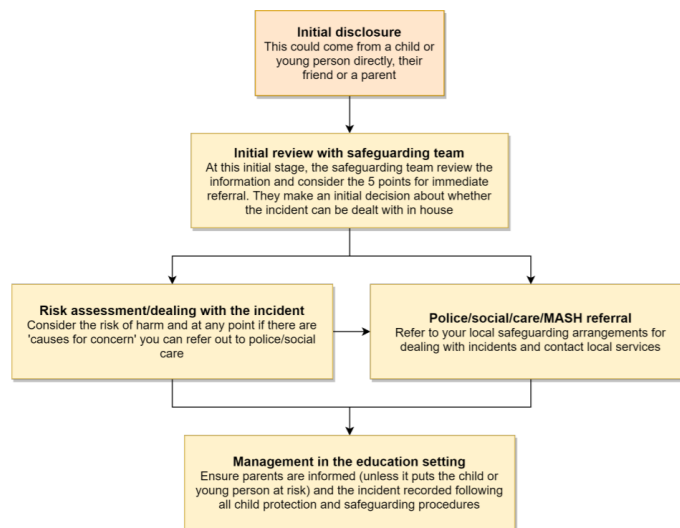 Initial disclosure
This could come from a child or
young person directly, their
friend or a parent
Initial review with safeguarding team
At this initial stage, the safeguarding team review the
information and consider the 5 points for immediate
referral. They make an initial decision about whether
the incident can be dealt with in house
Risk assessment/dealing with the incident
Consider the risk of harm and at any point if there are
'causes for concern' you can refer out to police/social
care
Police/social/care/MASH referral
Refer to your local safeguarding arrangements for
dealing with incidents and contact local services
Management in the education setting
Ensure parents are informed (unless it puts the child or
young person at risk) and the incident recorded following
all child protection and safeguarding procedures